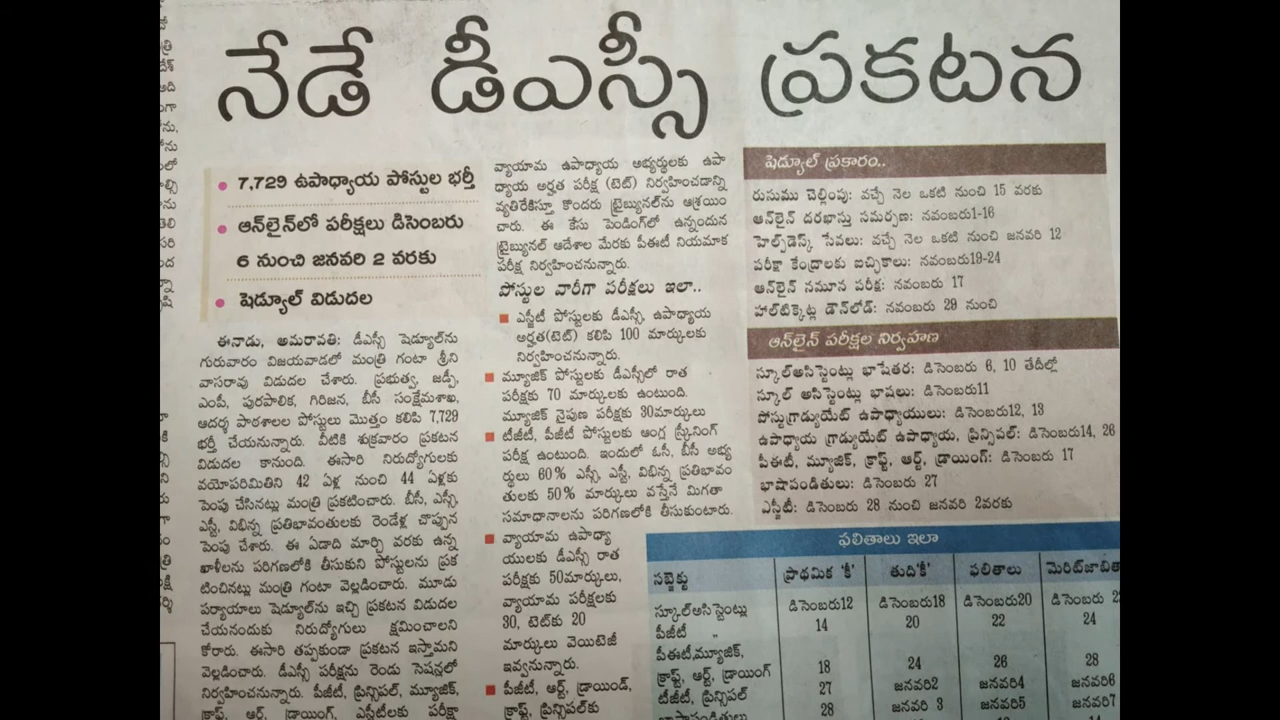 నేడే డీఎస్సీ ప్రకటన
7,729 ఉపాధ్యాయ పోస్టుల భర్తీ
ఆన్‌లైన్‌లో పరీక్షలు డిసెంబరు
6 నుంచి జనవరి 2 వరకు
షెడ్యూల్ విడుదల
ఈనాడు, అమరావతి: డీఎస్సీ షెడ్యూల్‌ను
గురువారం విజయవాడలో మంత్రి గంటా శ్రీని
వాసరావు విడుదల చేశారు. ప్రభుత్వ, జడ్పీ,
ఎంపీ, పురపాలిక, గిరిజన, బీసీ సంక్షేమశాఖ,
ఆదర్శ పాఠశాలల పోస్టులు మొత్తం కలిపి 7,729
భర్తీ చేయనున్నారు. వీటికి శుక్రవారం ప్రకటన
విడుదల కానుంది. ఈసారి నిరుద్యోగులకు
వయోపరిమితిని 42 ఏళ్ల నుంచి 44 ఏళ్లకు
పెంపు చేసినట్లు మంత్రి ప్రకటించారు. బీసీ, ఎస్సీ,
ఎస్టీ, విభిన్న ప్రతిభావంతులకు రెండేళ్ల చొప్పున
పెంపు చేశారు. ఈ ఏడాది మార్చి వరకు ఉన్న
ఖాళీలను పరిగణలోకి తీసుకుని పోస్టులను ప్రక
టించినట్లు మంత్రి గంటా వెల్లడించారు. మూడు
పర్యాయాలు షెడ్యూల్‌ను ఇచ్చి ప్రకటన విడుదల
చేయనందుకు నిరుద్యోగులు క్షమించాలని
కోరారు. ఈసారి తప్పకుండా ప్రకటన ఇస్తామని
వెల్లడించారు. డీఎస్సీ పరీక్షను రెండు సెషన్లలో
నిర్వహించనున్నారు. పీజీటీ, ప్రిన్సిపల్, మ్యూజిక్,
క్రాఫ్ట్, ఆర్ట్, డ్రాయింగ్, ఎస్జీటీలకు పరీక్షా
వ్యాయామ ఉపాధ్యాయ అభ్యర్థులకు ఉపా
ధ్యాయ అర్హత పరీక్ష (టెట్) నిర్వహించడాన్ని
వ్యతిరేకిస్తూ కొందరు ట్రైబ్యునల్‌ను ఆశ్రయిం
చారు. ఈ కేసు పెండింగ్‌లో ఉన్నందున
ట్రైబ్యునల్ ఆదేశాల మేరకు పీఈటీ నియామక
పరీక్ష నిర్వహించనున్నారు.
పోస్టుల వారీగా పరీక్షలు ఇలా..
ఎస్జీటీ పోస్టులకు డీఎస్సీ, ఉపాధ్యాయ
అర్హత(టెట్) కలిపి 100 మార్కులకు
నిర్వహించనున్నారు.
మ్యూజిక్ పోస్టులకు డీఎస్సీలో రాత
పరీక్షకు 70 మార్కులకు ఉంటుంది.
మ్యూజిక్ నైపుణ పరీక్షకు 30మార్కులు
టీజీటీ, పీజీటీ పోస్టులకు ఆంగ్ల స్క్రీనింగ్
పరీక్ష ఉంటుంది. ఇందులో ఓసీ, బీసీ అభ్య
ర్థులు 60% ఎస్సీ, ఎస్టీ, విభిన్న ప్రతిభావం
తులకు 50% మార్కులు వస్తేనే మిగతా
సమాధానాలను పరిగణలోకి తీసుకుంటారు.
వ్యాయామ ఉపాధ్యా
యులకు డీఎస్సీ రాత
పరీక్షకు 50మార్కులు,
వ్యాయామ పరీక్షలకు
30, టెట్‌కు 20
మార్కులు వెయిటేజీ
ఇవ్వనున్నారు.
పీజీటీ, ఆర్ట్, డ్రాయిండ్,
క్రాఫ్ట్, ప్రిన్సిపల్‌కు
షెడ్యూల్ ప్రకారం..
రుసుము చెల్లింపు: వచ్చే నెల ఒకటి నుంచి 15 వరకు
ఆన్‌లైన్ దరఖాస్తు సమర్పణ: నవంబరు1-16
హెల్ప్‌డెస్క్ సేవలు: వచ్చే నెల ఒకటి నుంచి జనవరి 12
పరీక్షా కేంద్రాలకు ఐచ్ఛికాలు: నవంబరు19-24
ఆన్‌లైన్ నమూన పరీక్ష: నవంబరు 17
హాల్‌టిక్కెట్ల డౌన్‌లోడ్: నవంబరు 29 నుంచి
ఆన్‌లైన్ పరీక్షల నిర్వహణ
స్కూల్‌అసిస్టెంట్లు భాషేతర: డిసెంబరు 6, 10 తేదీల్లో
స్కూల్ అసిస్టెంట్లు భాషలు: డిసెంబరు11
పోస్టుగ్రాడ్యుయేట్ ఉపాధ్యాయులు: డిసెంబరు12, 13
ఉపాధ్యాయ గ్రాడ్యుయేట్ ఉపాధ్యాయ, ప్రిన్సిపల్: డిసెంబరు14, 26
పీఈటీ, మ్యూజిక్, క్రాఫ్ట్, ఆర్ట్, డ్రాయింగ్: డిసెంబరు 17
భాషాపండితులు: డిసెంబరు 27
ఎస్జీటీ: డిసెంబరు 28 నుంచి జనవరి 2వరకు
ఫలితాలు ఇలా
సబ్జెక్టు ప్రాథమిక 'కీ' తుది'కీ' ఫలితాలు మెరిట్‌జాబితా
స్కూల్‌అసిస్టెంట్లు డిసెంబరు12 డిసెంబరు18 డిసెంబరు20 డిసెంబరు
పీజీటీ " 14 20 22 24
పీఈటీ,మ్యూజిక్,
క్రాఫ్ట్, ఆర్ట్, డ్రాయింగ్ 18 24 26 28
టీజీటీ, ప్రిన్సిపల్ 27 జనవరి2 జనవరి4 జనవరి6
భాషాపండితులు 28 జనవరి 3 జనవరి5 జనవరి7